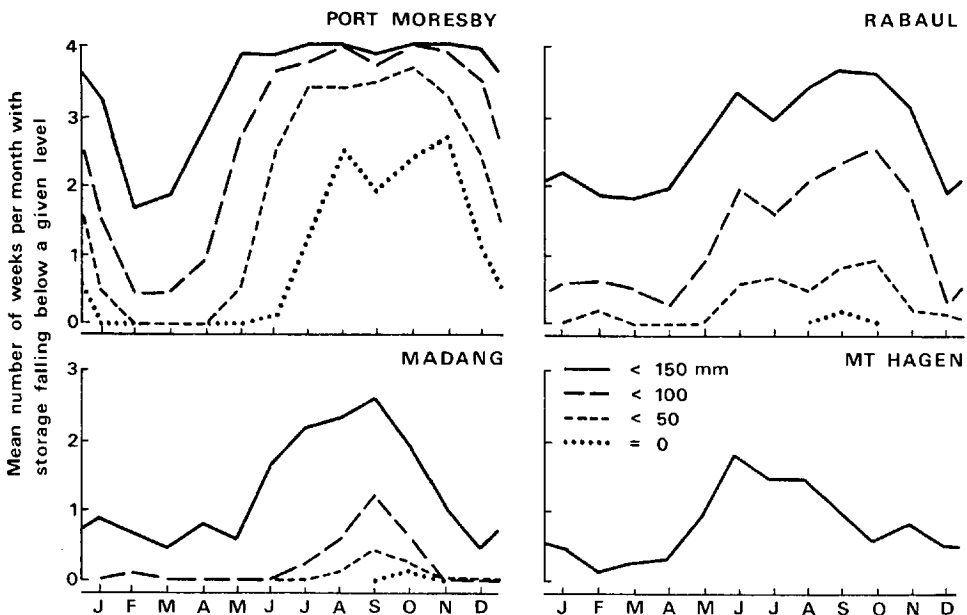 PORT MORESBY
RABAUL
Mean number of weeks per month with
storage falling below a given level
4
3
2
1
0
MADANG
MT HAGEN
3
2
1
0
< 150 mm
< 100
< 50
= 0
J F M A M J J A S O N D
J F M A M J J A S O N D